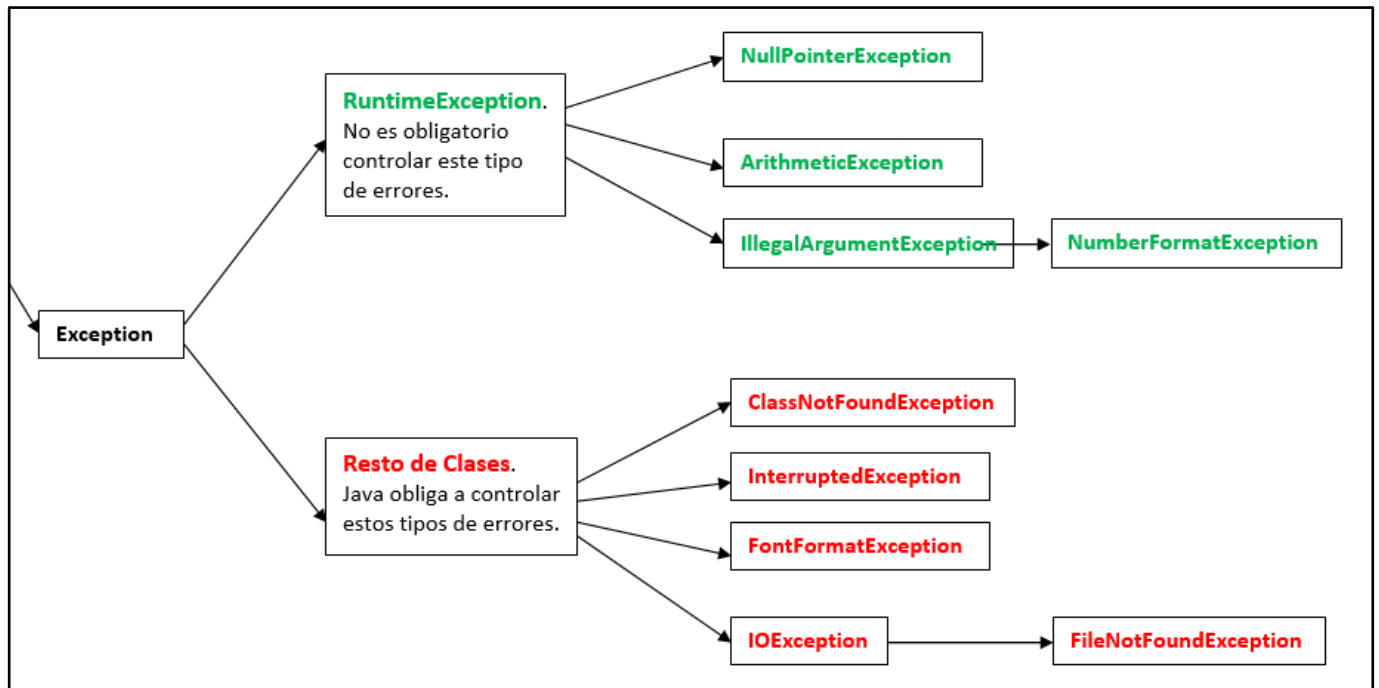 NullPointerException
RuntimeException.
No es obligatorio
controlar este tipo
de errores.
ArithmeticException
IllegalArgumentException
NumberFormatException
Exception
ClassNotFoundException
Resto de Clases.
Java obliga a controlar
estos tipos de errores.
InterruptedException
FontFormatException
IOException
FileNotFoundException